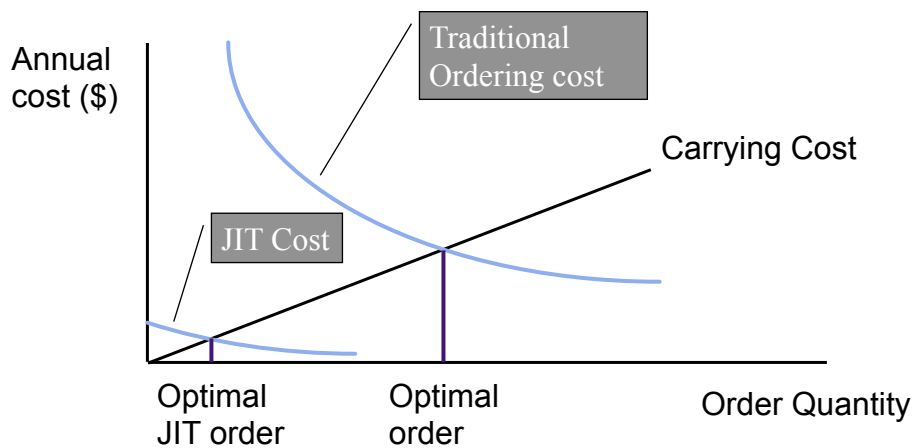 Annual
cost ($)
Traditional
Ordering cost
Carrying Cost
JIT Cost
Optimal
JIT order
Optimal
order
Order Quantity